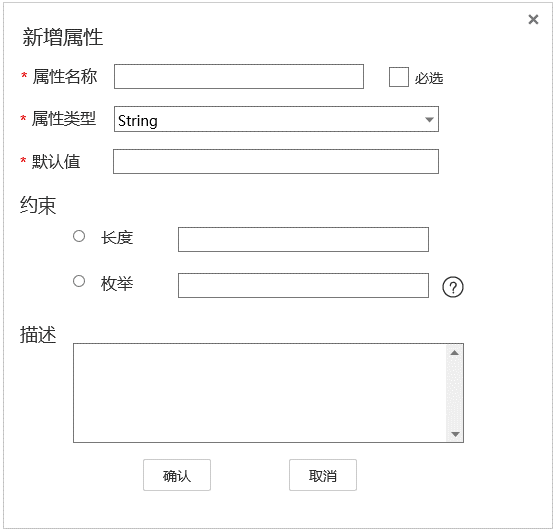 新增属性
* 属性名称 必选
* 属性类型 String
* 默认值
约束
长度
枚举 ?
描述
确认 取消